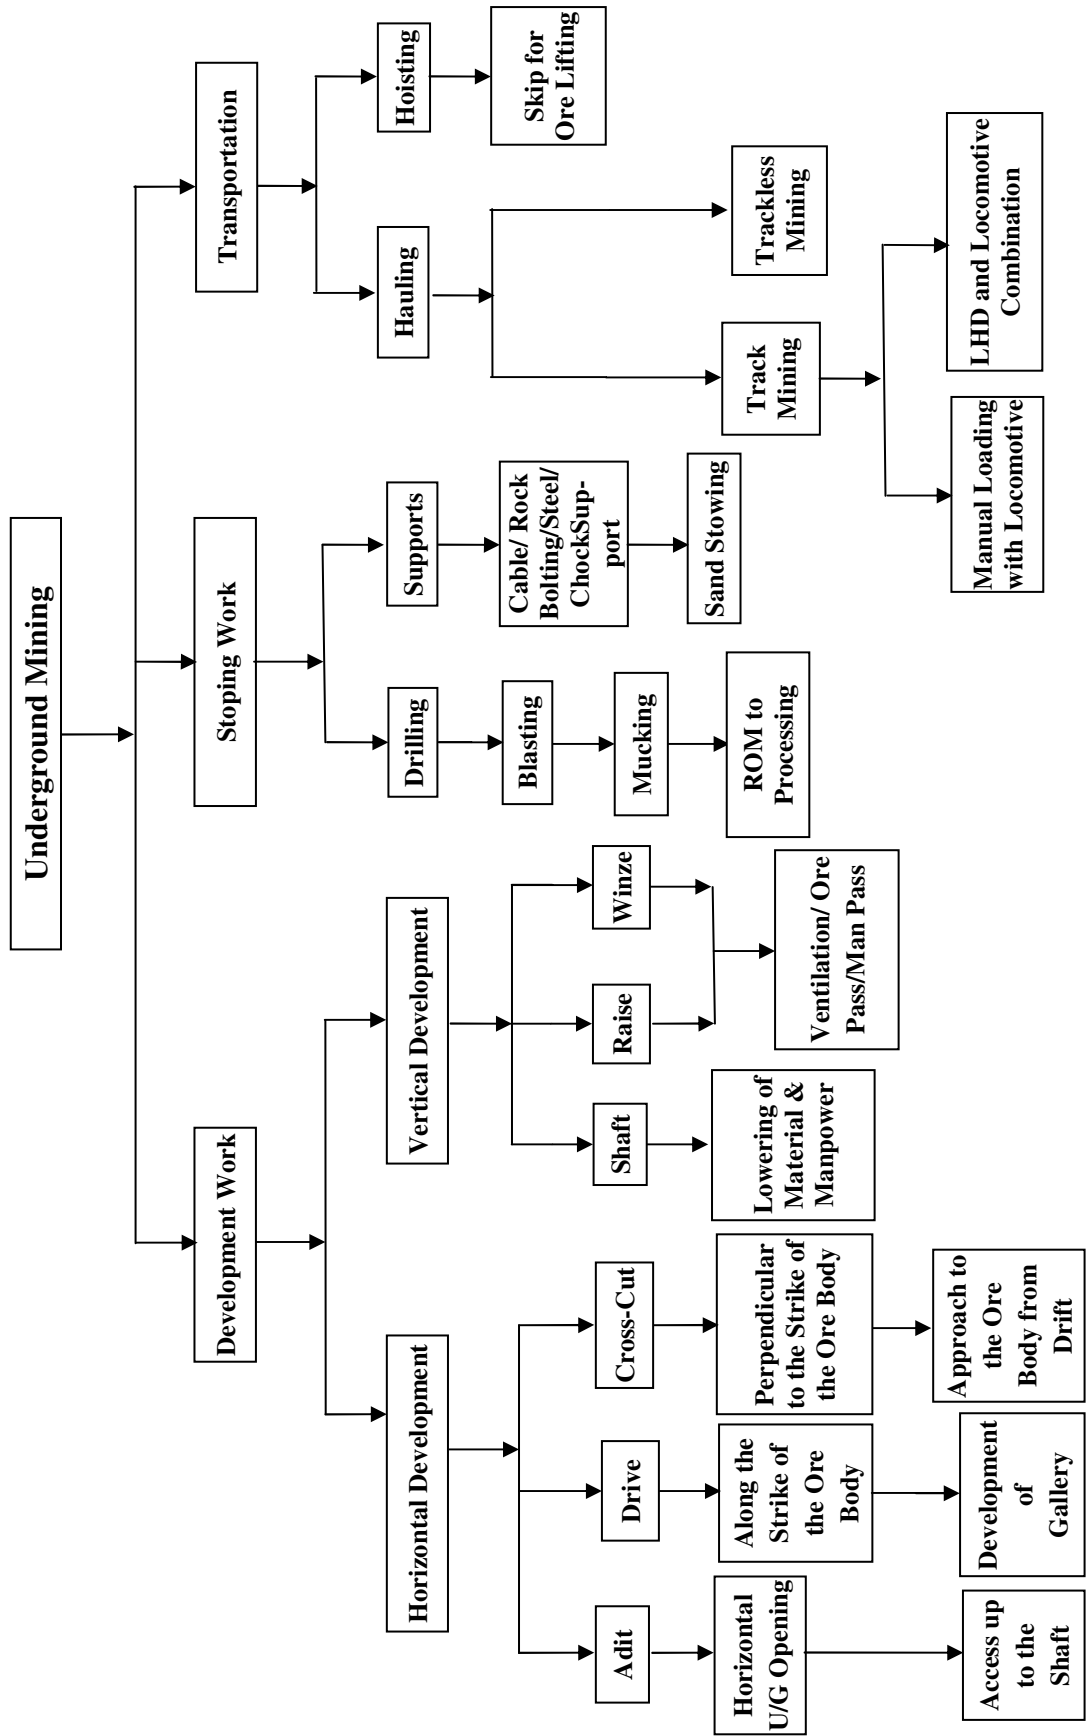 Underground Mining
Development Work
Stoping Work
Transportation
Horizontal Development
Vertical Development
Drilling
Supports
Hauling
Hoisting
Adit
Drive
Cross-Cut
Shaft
Raise
Winze
Blasting
Cable/ Rock
Bolting/Steel/
ChockSup-
port
Skip for
Ore Lifting
Mucking
Horizontal
U/G Opening
Along the
Strike of
the Ore
Body
Perpendicular
to the Strike of
the Ore Body
Lowering of
Material &
Manpower
Ventilation/ Ore
Pass/Man Pass
ROM to
Processing
Sand Stowing
Track
Mining
Trackless
Mining
Access up
to the
Shaft
Development
of
Gallery
Approach to
the Ore
Body from
Drift
Manual Loading
with Locomotive
LHD and Locomotive
Combination